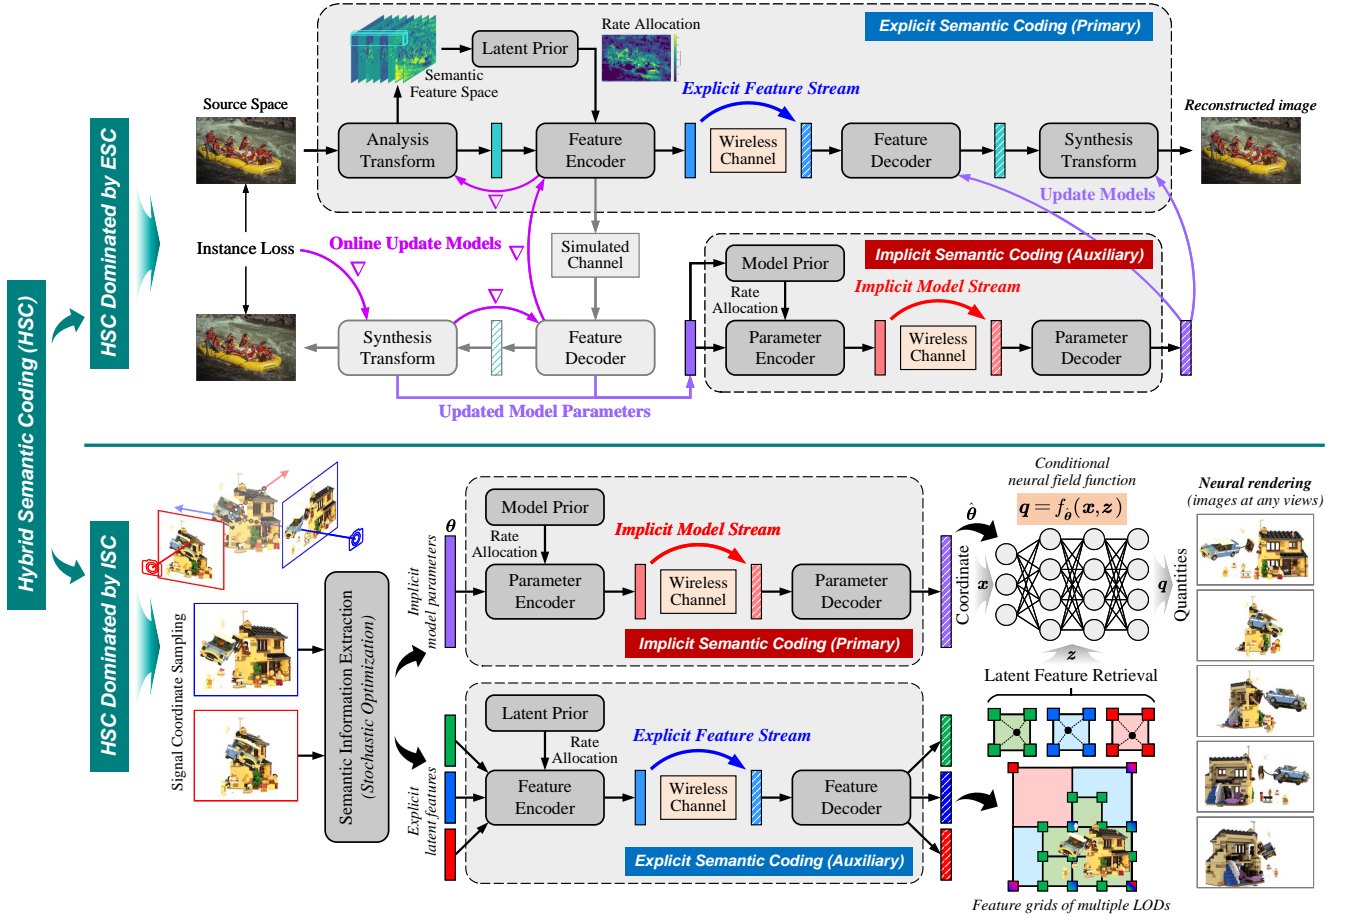 Hybrid Semantic Coding (HSC)
HSC Dominated by ESC
Explicit Semantic Coding (Primary)
Rate Allocation
Latent Prior
Semantic
Feature Space
Source Space
Explicit Feature Stream
Reconstructed image
Analysis
Transform
Feature
Encoder
Wireless
Channel
Feature
Decoder
Synthesis
Transform
▽
Update Models
Instance Loss
Online Update Models
▽
▽
▽
Simulated
Channel
Implicit Semantic Coding (Auxiliary)
Model Prior
Rate
Allocation
Implicit Model Stream
Synthesis
Transform
Feature
Decoder
Parameter
Encoder
Wireless
Channel
Parameter
Decoder
Updated Model Parameters
HSC Dominated by ISC
Signal Coordinate Sampling
Semantic Information Extraction
(Stochastic Optimization)
θ
Implicit
model parameters
Model Prior
Rate
Allocation
Implicit Model Stream
Parameter
Encoder
Wireless
Channel
Parameter
Decoder
Implicit Semantic Coding (Primary)
Explicit
latent features
Latent Prior
Rate
Allocation
Explicit Feature Stream
Feature
Encoder
Wireless
Channel
Feature
Decoder
Explicit Semantic Coding (Auxiliary)
Conditional
neural field function
q = f_θ̂(x, z)
θ̂
Coordinate
x
q
Quantities
z
Latent Feature Retrieval
Feature grids of multiple LODs
Neural rendering
(images at any views)